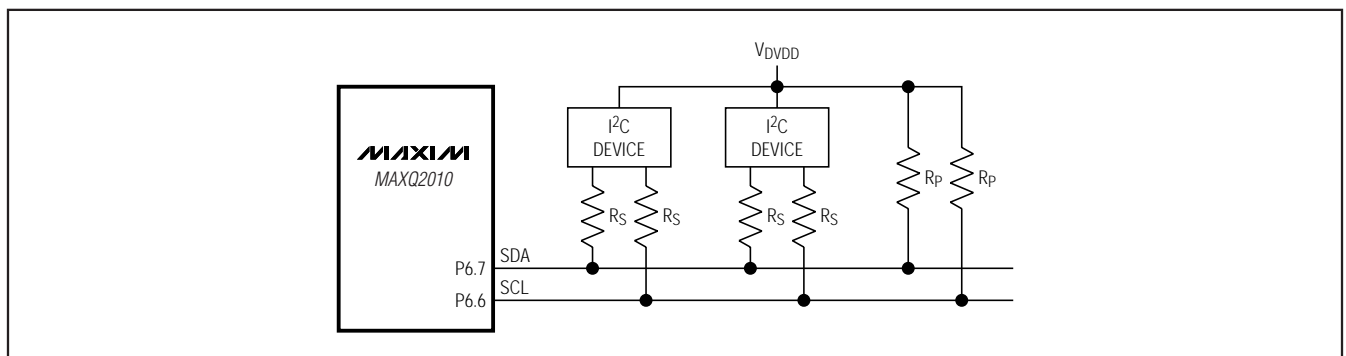 VDVDD
I2C
DEVICE
I2C
DEVICE
MAXIM
MAXQ2010
RS
RS
RS
RS
RP
RP
P6.7
SDA
P6.6
SCL